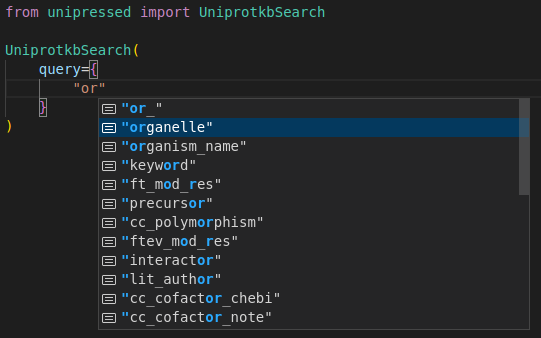 from unipressed import UniprotkbSearch
UniprotkbSearch(
query={
"or"
}
)
"or_"
"organelle"
"organism_name"
"keyword"
"ft_mod_res"
"precursor"
"cc_polymorphism"
"ftev_mod_res"
"interactor"
"lit_author"
"cc_cofactor_chebi"
"cc_cofactor_note"